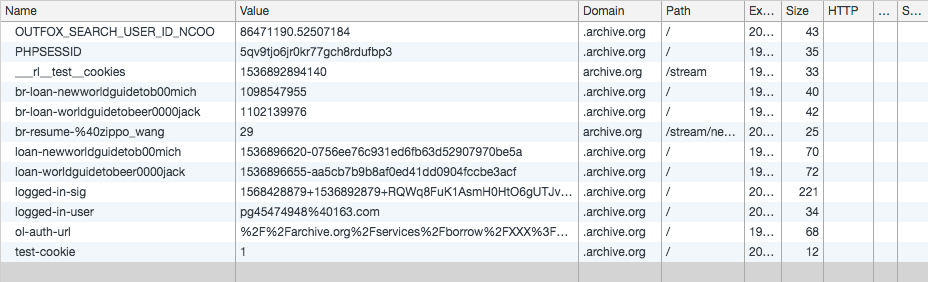 Name Value Domain Path Ex... Size HTTP ... S...
OUTFOX_SEARCH_USER_ID_NCOO 86471190.52507184 .archive.org / 20... 43
PHPSESSID 5qv9tjo6jr0kr77gch8rdufbp3 .archive.org / 19... 35
___rl__test__cookies 1536892894140 archive.org /stream 19... 33
br-loan-newworldguidetob00mich 1098547955 .archive.org / 19... 40
br-loan-worldguidetobeer0000jack 1102139976 .archive.org / 19... 42
br-resume-%40zippo_wang 29 archive.org /stream/ne... 20... 25
loan-newworldguidetob00mich 1536896620-0756ee76c931ed6fb63d52907970be5a .archive.org / 19... 70
loan-worldguidetobeer0000jack 1536896655-aa5cb7b9b8af0ed41dd0904fccbe3acf .archive.org / 19... 72
logged-in-sig 1568428879+1536892879+RQWq8FuK1AsmH0HtO6gUTJv... .archive.org / 20... 221
logged-in-user pg45474948%40163.com .archive.org / 20... 34
ol-auth-url %2F%2Farchive.org%2Fservices%2Fborrow%2FXXX%3F... .archive.org / 19... 68
test-cookie 1 .archive.org / 20... 12